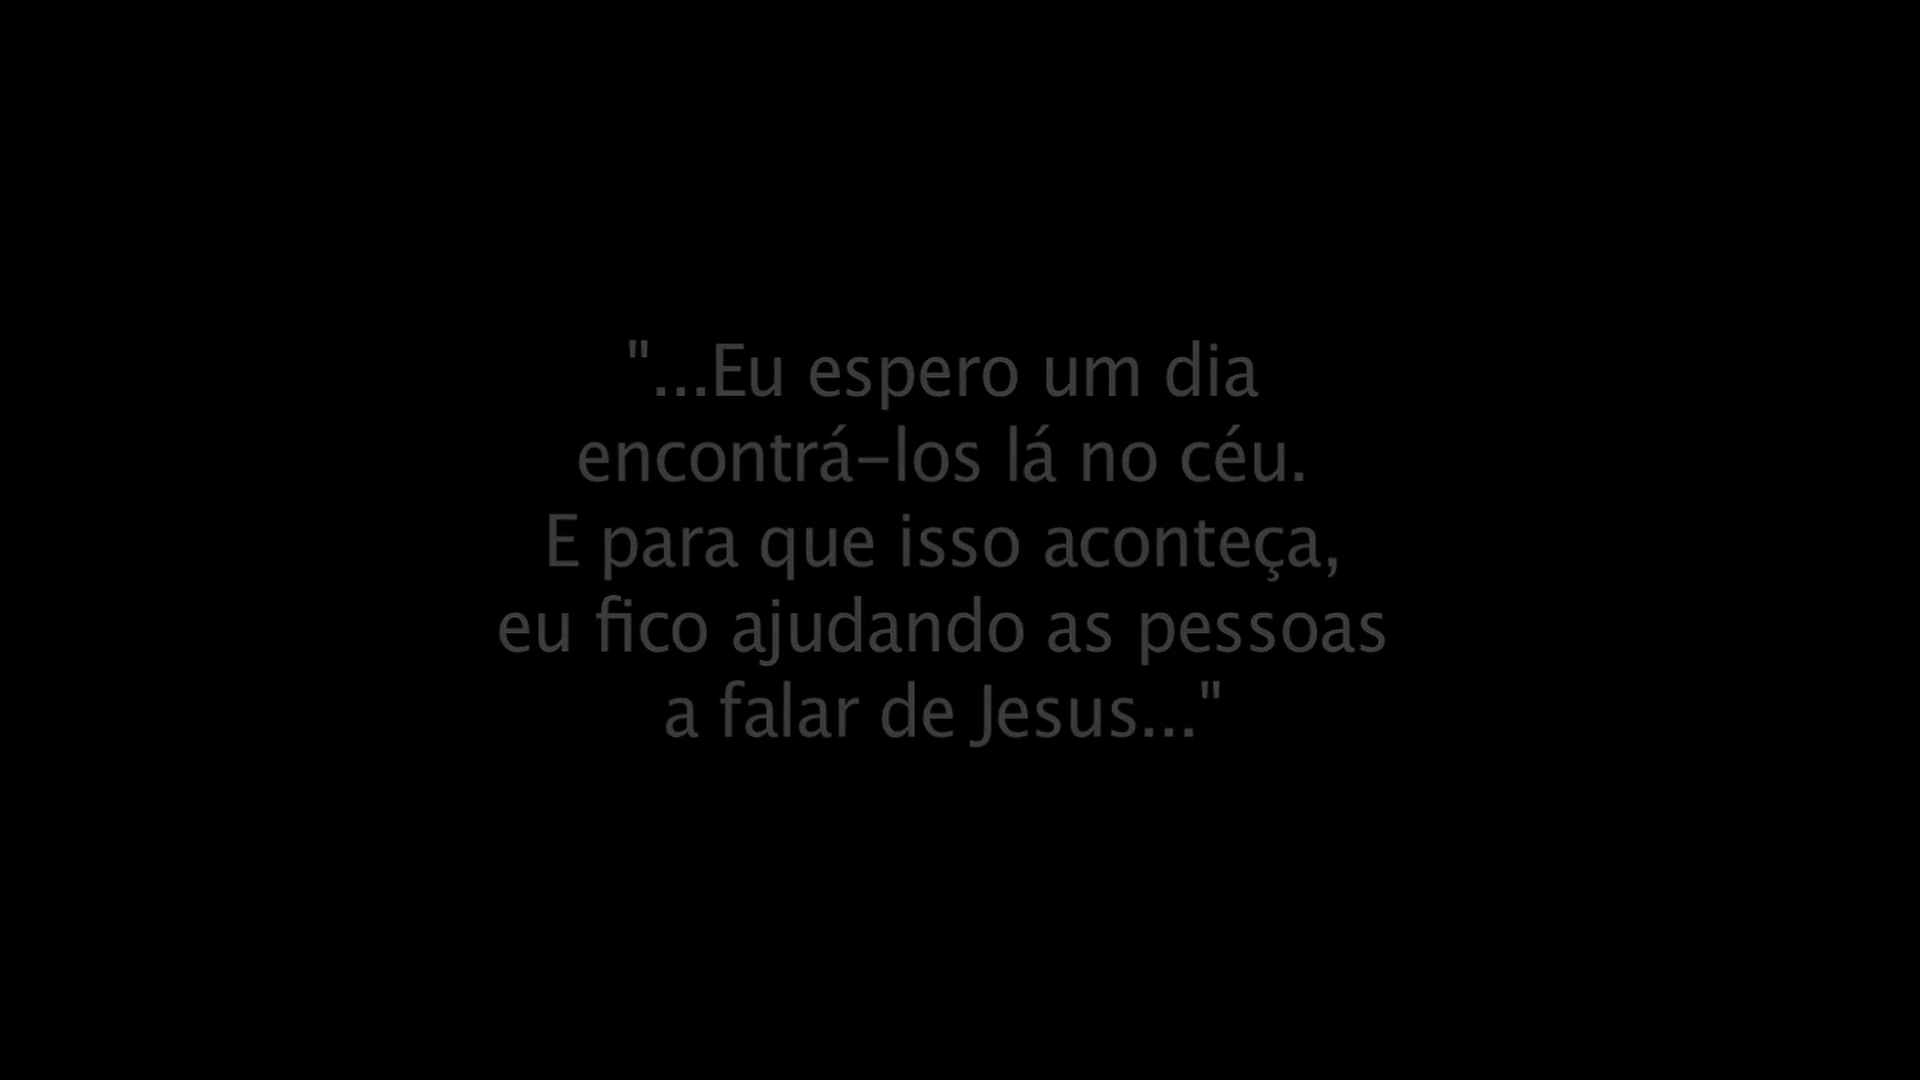 "...Eu espero um dia
encontrá-los lá no céu.
E para que isso aconteça,
eu fico ajudando as pessoas
a falar de Jesus..."